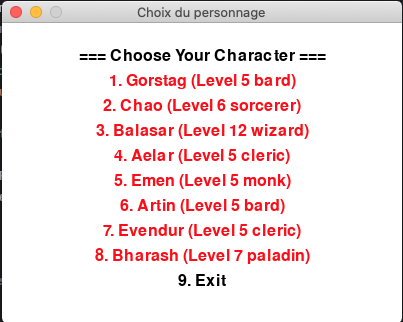 Choix du personnage
=== Choose Your Character ===
1. Gorstag (Level 5 bard)
2. Chao (Level 6 sorcerer)
3. Balasar (Level 12 wizard)
4. Aelar (Level 5 cleric)
5. Emen (Level 5 monk)
6. Artin (Level 5 bard)
7. Evendur (Level 5 cleric)
8. Bharash (Level 7 paladin)
9. Exit